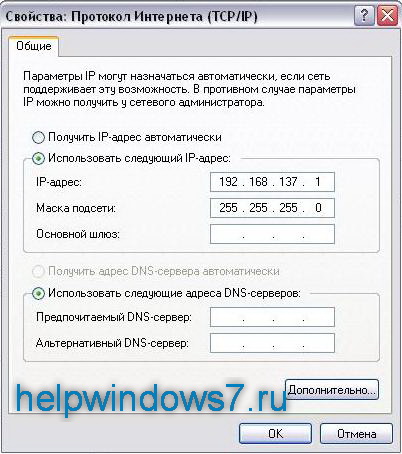 Свойства: Протокол Интернета (TCP/IP)
Общие
Параметры IP могут назначаться автоматически, если сеть
поддерживает эту возможность. В противном случае параметры
IP можно получить у сетевого администратора.
Получить IP-адрес автоматически
Использовать следующий IP-адрес:
IP-адрес: 192 . 168 . 137 . 1
Маска подсети: 255 . 255 . 255 . 0
Основной шлюз: . . .
Получить адрес DNS-сервера автоматически
Использовать следующие адреса DNS-серверов:
Предпочитаемый DNS-сервер: . . .
Альтернативный DNS-сервер: . . .
Дополнительно...
helpwindows7.ru
OK Отмена